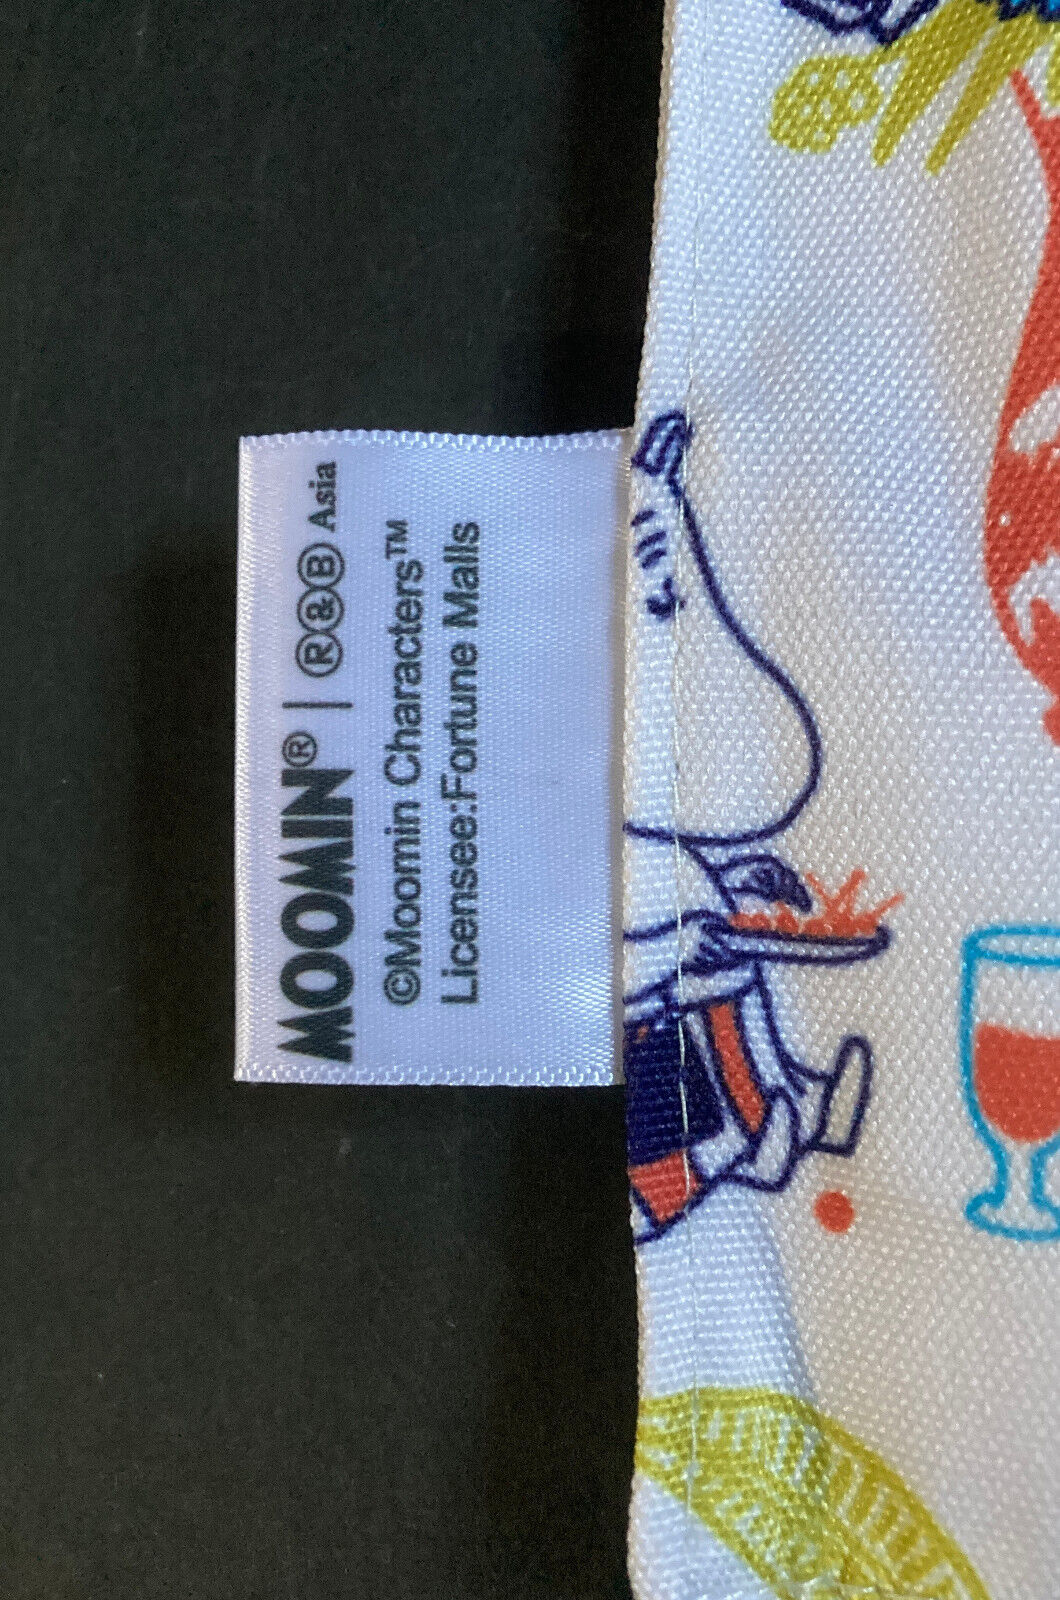 MOOMIN® | R&B Asia
©Moomin Characters™
Licensee:Fortune Malls